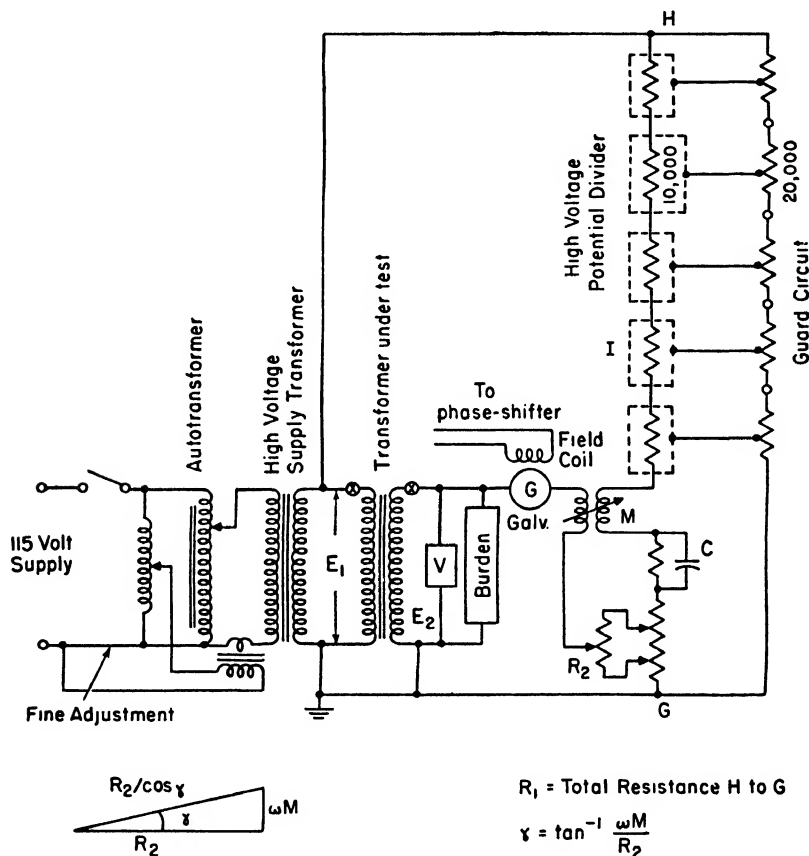 H
High Voltage
Potential Divider
10,000
20,000
Guard Circuit
I
Autotransformer
High Voltage
Supply Transformer
Transformer under test
To
phase-shifter
Field
Coil
G
Galv.
M
115 Volt
Supply
E₁
V
Burden
E₂
C
R₂
G
Fine Adjustment
R₂/cosɣ
ɣ
ωM
R₂
R₁ = Total Resistance H to G
ɣ = tan⁻¹ ωM/R₂